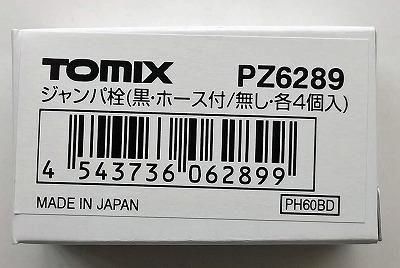 TOMIX PZ6289
ジャンパ栓(黒･ホース付/無し･各4個入)
4 543736 062899
MADE IN JAPAN PH60BD